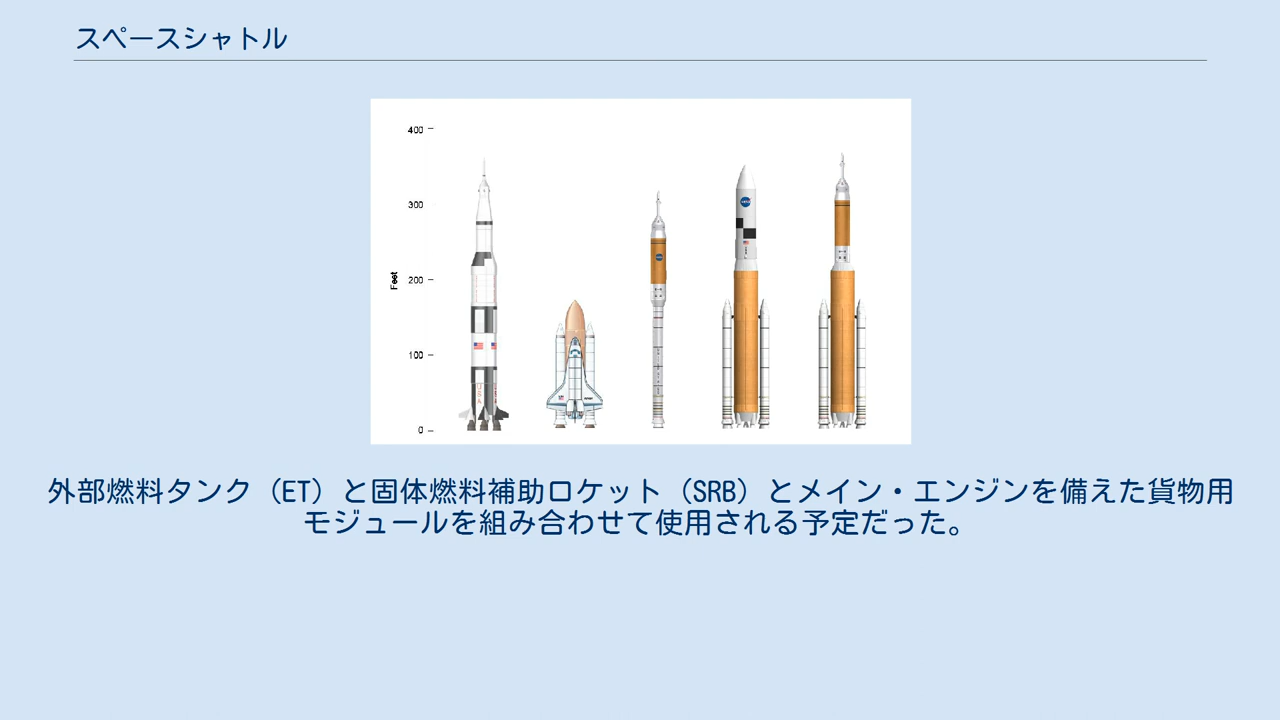 スペースシャトル
400
300
Feet
200
100
0
USA
外部燃料タンク（ET）と固体燃料補助ロケット（SRB）とメイン・エンジンを備えた貨物用
モジュールを組み合わせて使用される予定だった。